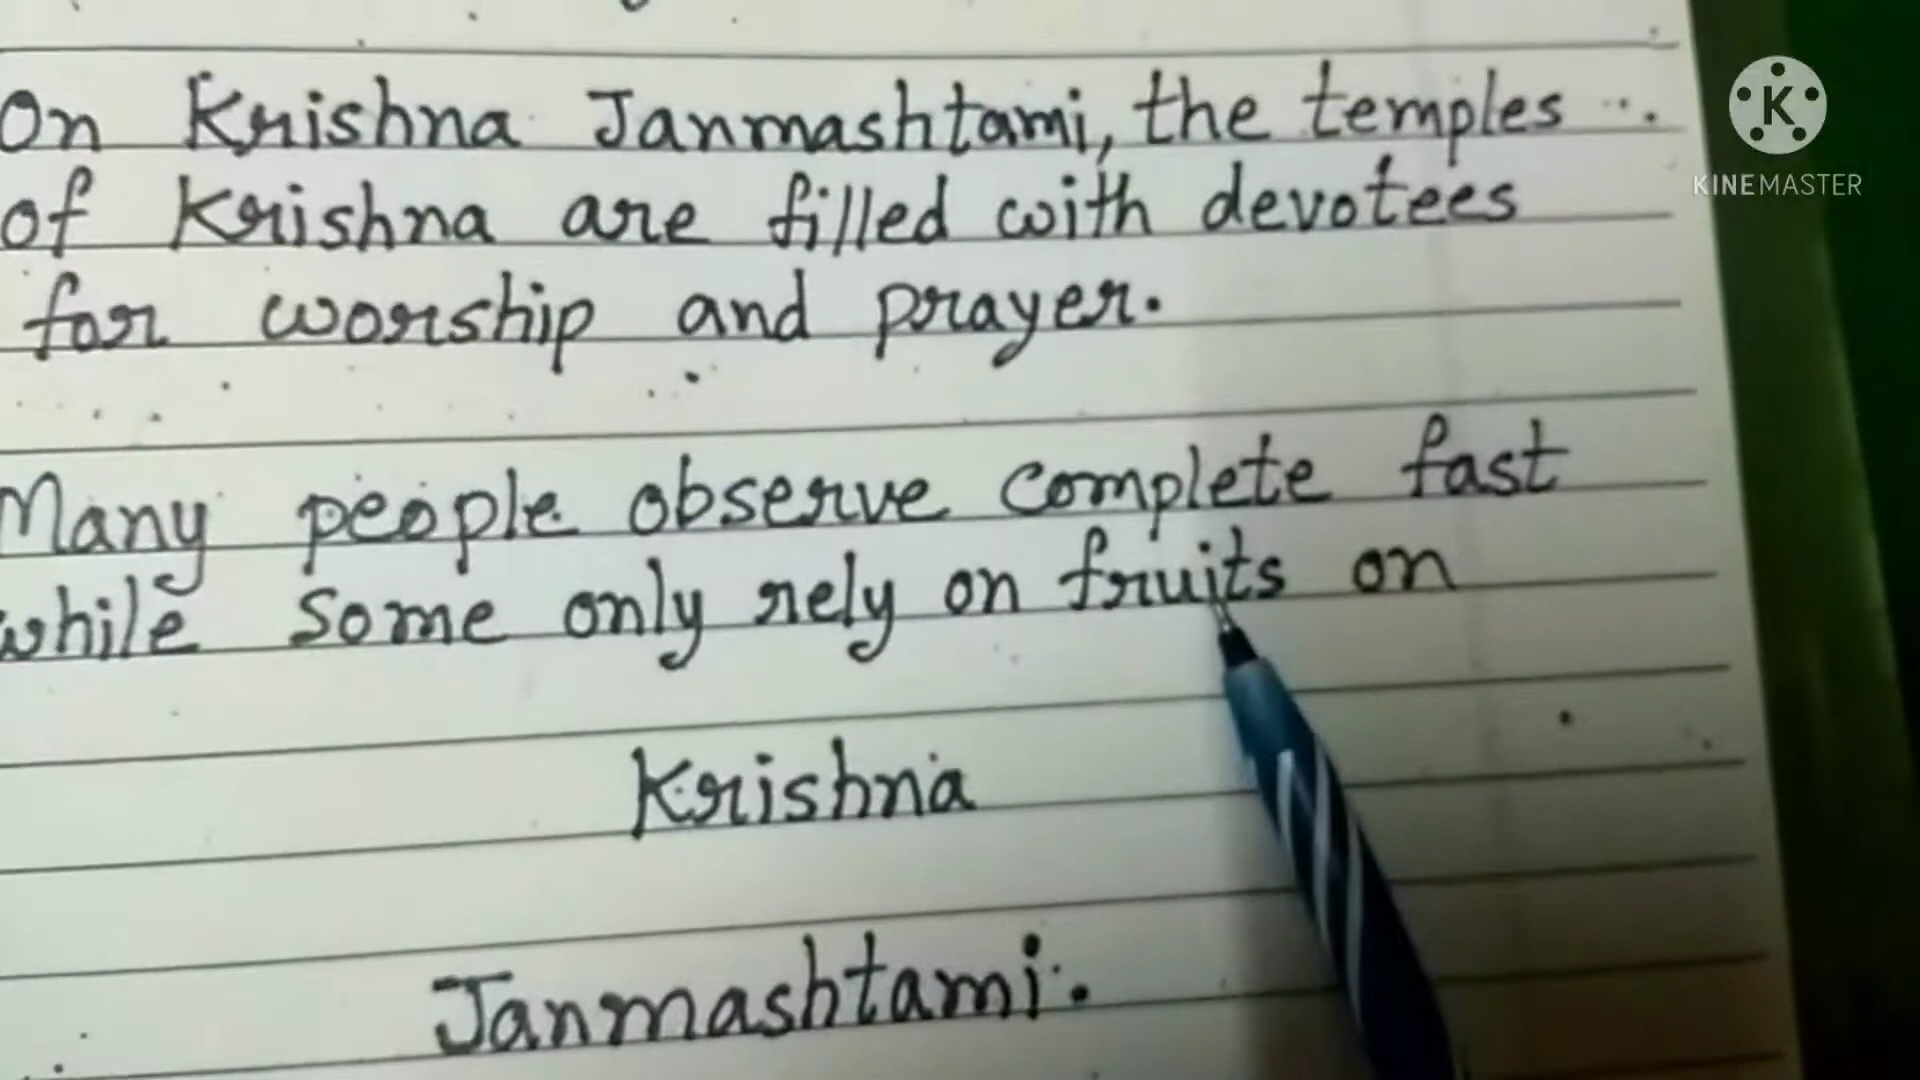 On Krishna Janmashtami, the temples
of Krishna are filled with devotees
for worship and prayer.
Many people observe complete fast
while some only rely on fruits on
Krishna
Janmashtami.
K
KINEMASTER